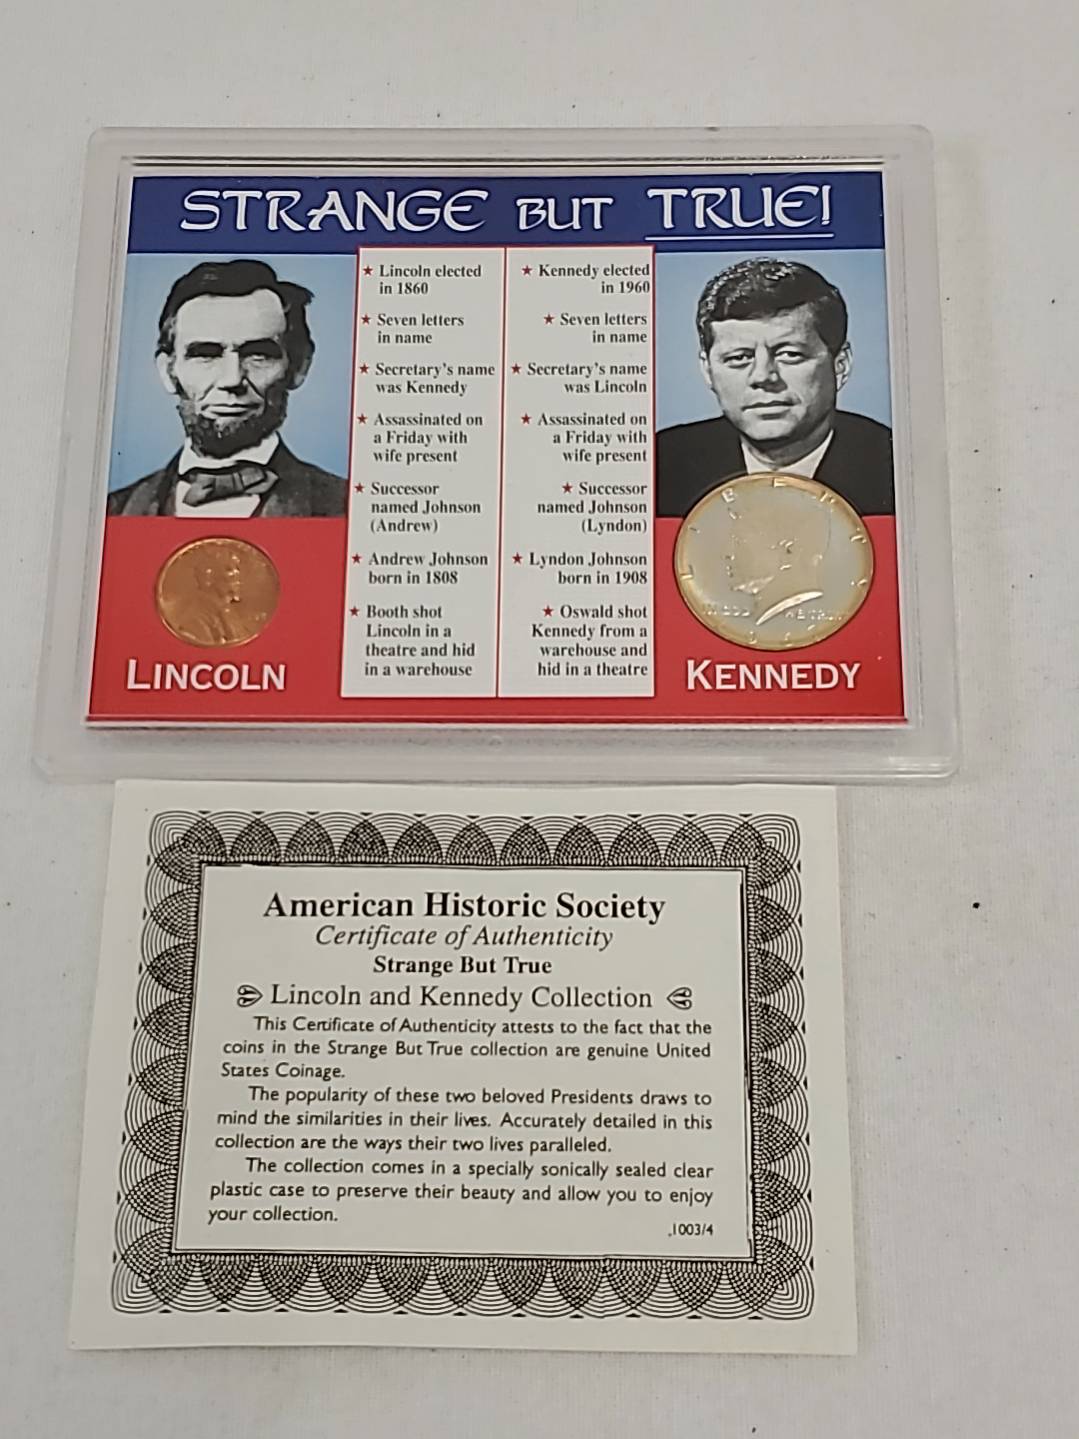 STRANGE BUT TRUE!
★ Lincoln elected
in 1860
★ Seven letters
in name
★ Secretary's name
was Kennedy
★ Assassinated on
a Friday with
wife present
★ Successor
named Johnson
(Andrew)
★ Andrew Johnson
born in 1808
★ Booth shot
Lincoln in a
theatre and hid
in a warehouse
★ Kennedy elected
in 1960
★ Seven letters
in name
★ Secretary's name
was Lincoln
★ Assassinated on
a Friday with
wife present
★ Successor
named Johnson
(Lyndon)
★ Lyndon Johnson
born in 1908
★ Oswald shot
Kennedy from a
warehouse and
hid in a theatre
LINCOLN
LIBERTY
IN GOD WE TRUST
KENNEDY
American Historic Society
Certificate of Authenticity
Strange But True
Lincoln and Kennedy Collection
This Certificate of Authenticity attests to the fact that the
coins in the Strange But True collection are genuine United
States Coinage.
The popularity of these two beloved Presidents draws to
mind the similarities in their lives. Accurately detailed in this
collection are the ways their two lives paralleled.
The collection comes in a specially sonically sealed clear
plastic case to preserve their beauty and allow you to enjoy
your collection.
.1003/4